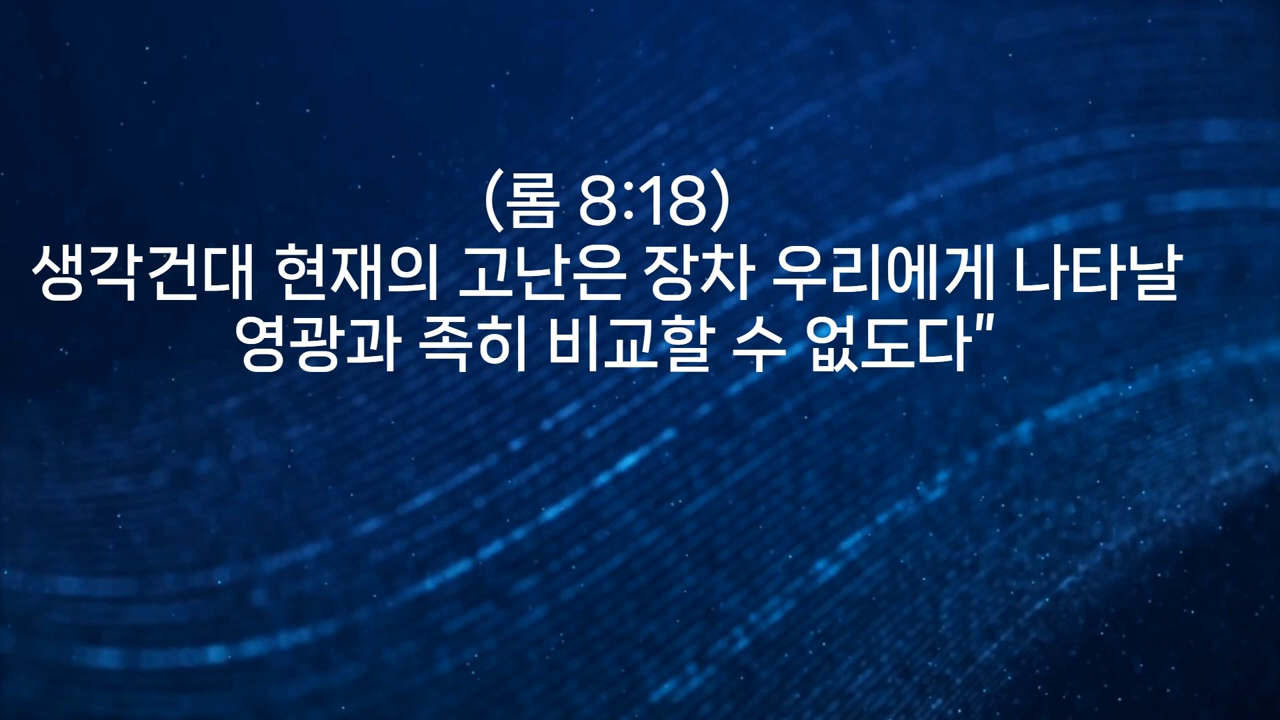 (롬 8:18)
생각건대 현재의 고난은 장차 우리에게 나타날
영광과 족히 비교할 수 없도다"